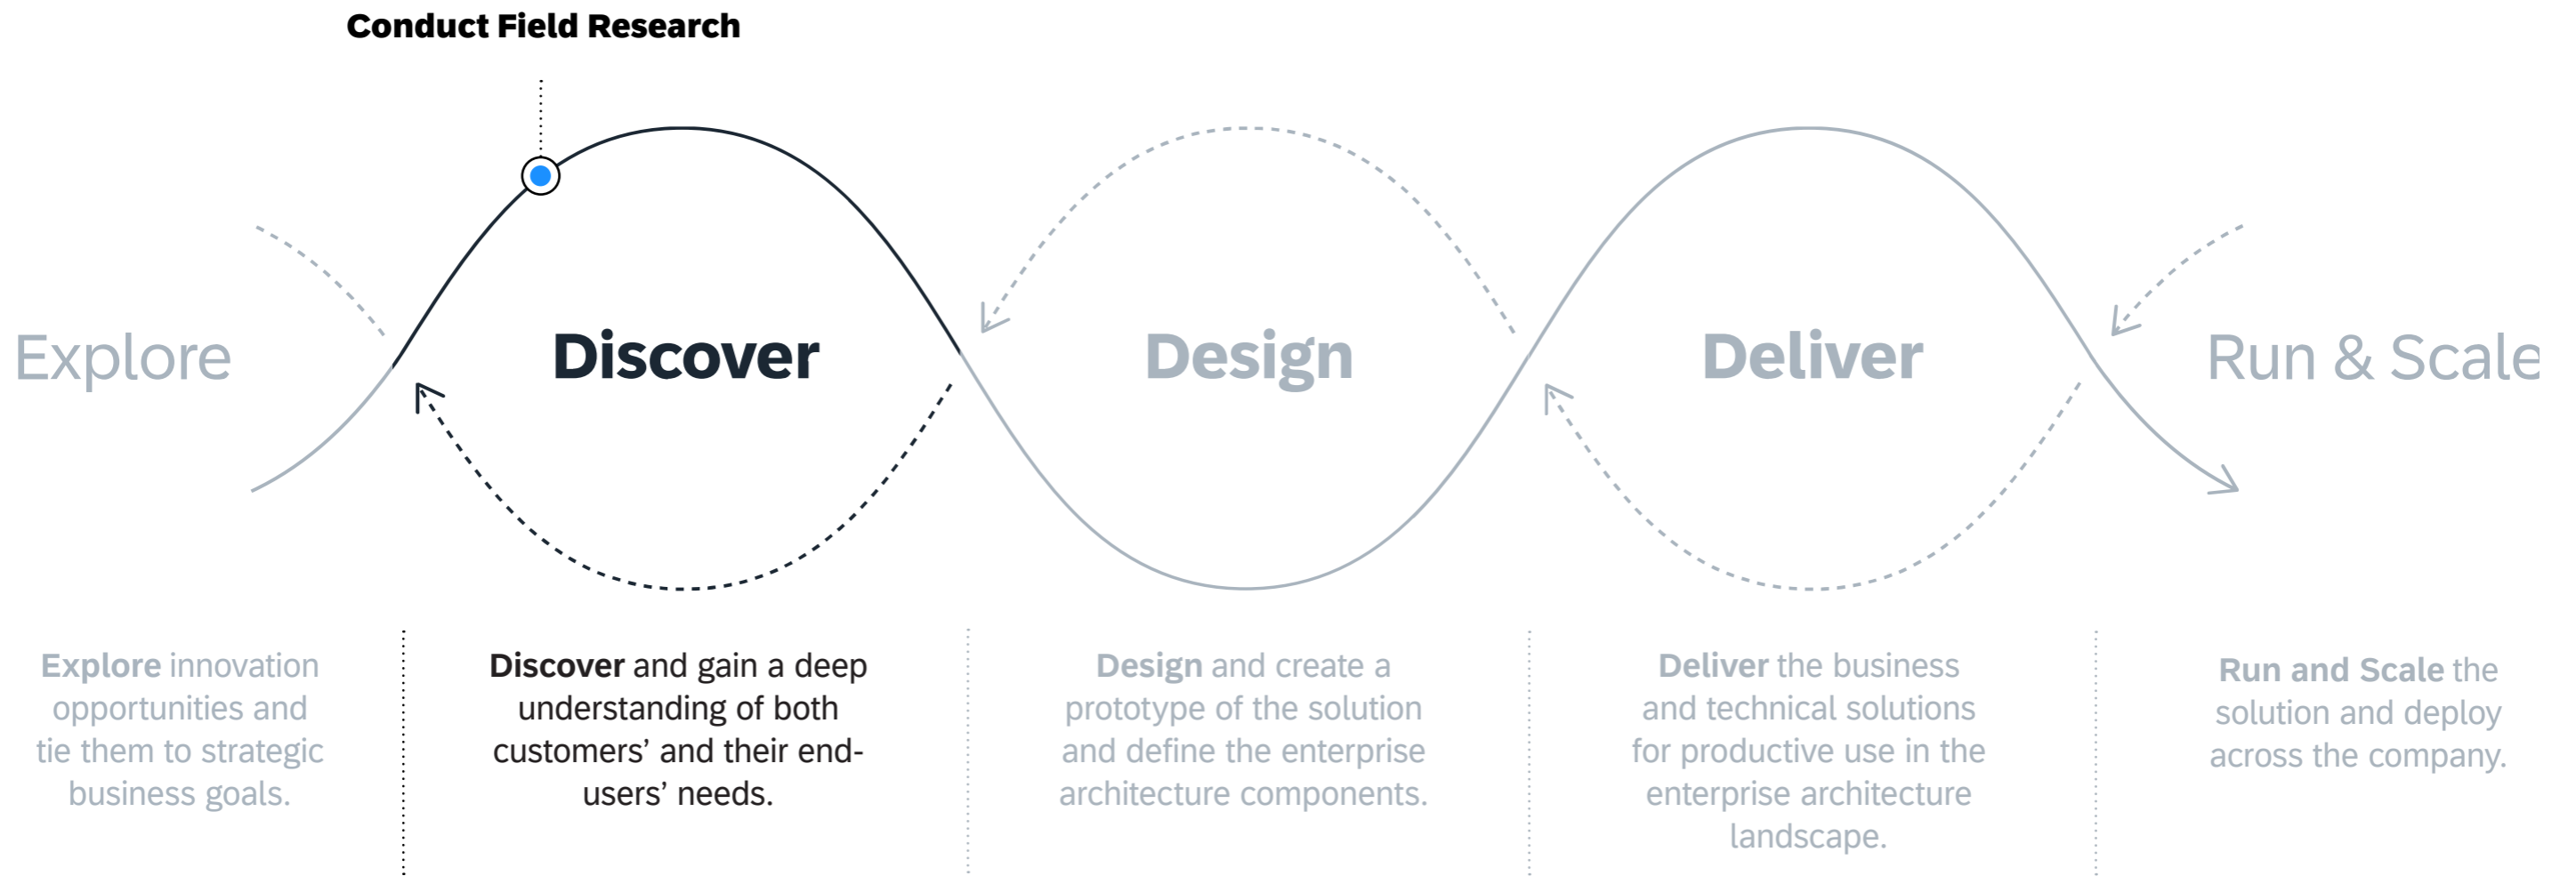 Conduct Field Research
Explore
Discover
Design
Deliver
Run & Scale
Explore innovation
opportunities and
tie them to strategic
business goals.
Discover and gain a deep
understanding of both
customers’ and their end-
users’ needs.
Design and create a
prototype of the solution
and define the enterprise
architecture components.
Deliver the business
and technical solutions
for productive use in the
enterprise architecture
landscape.
Run and Scale the
solution and deploy
across the company.